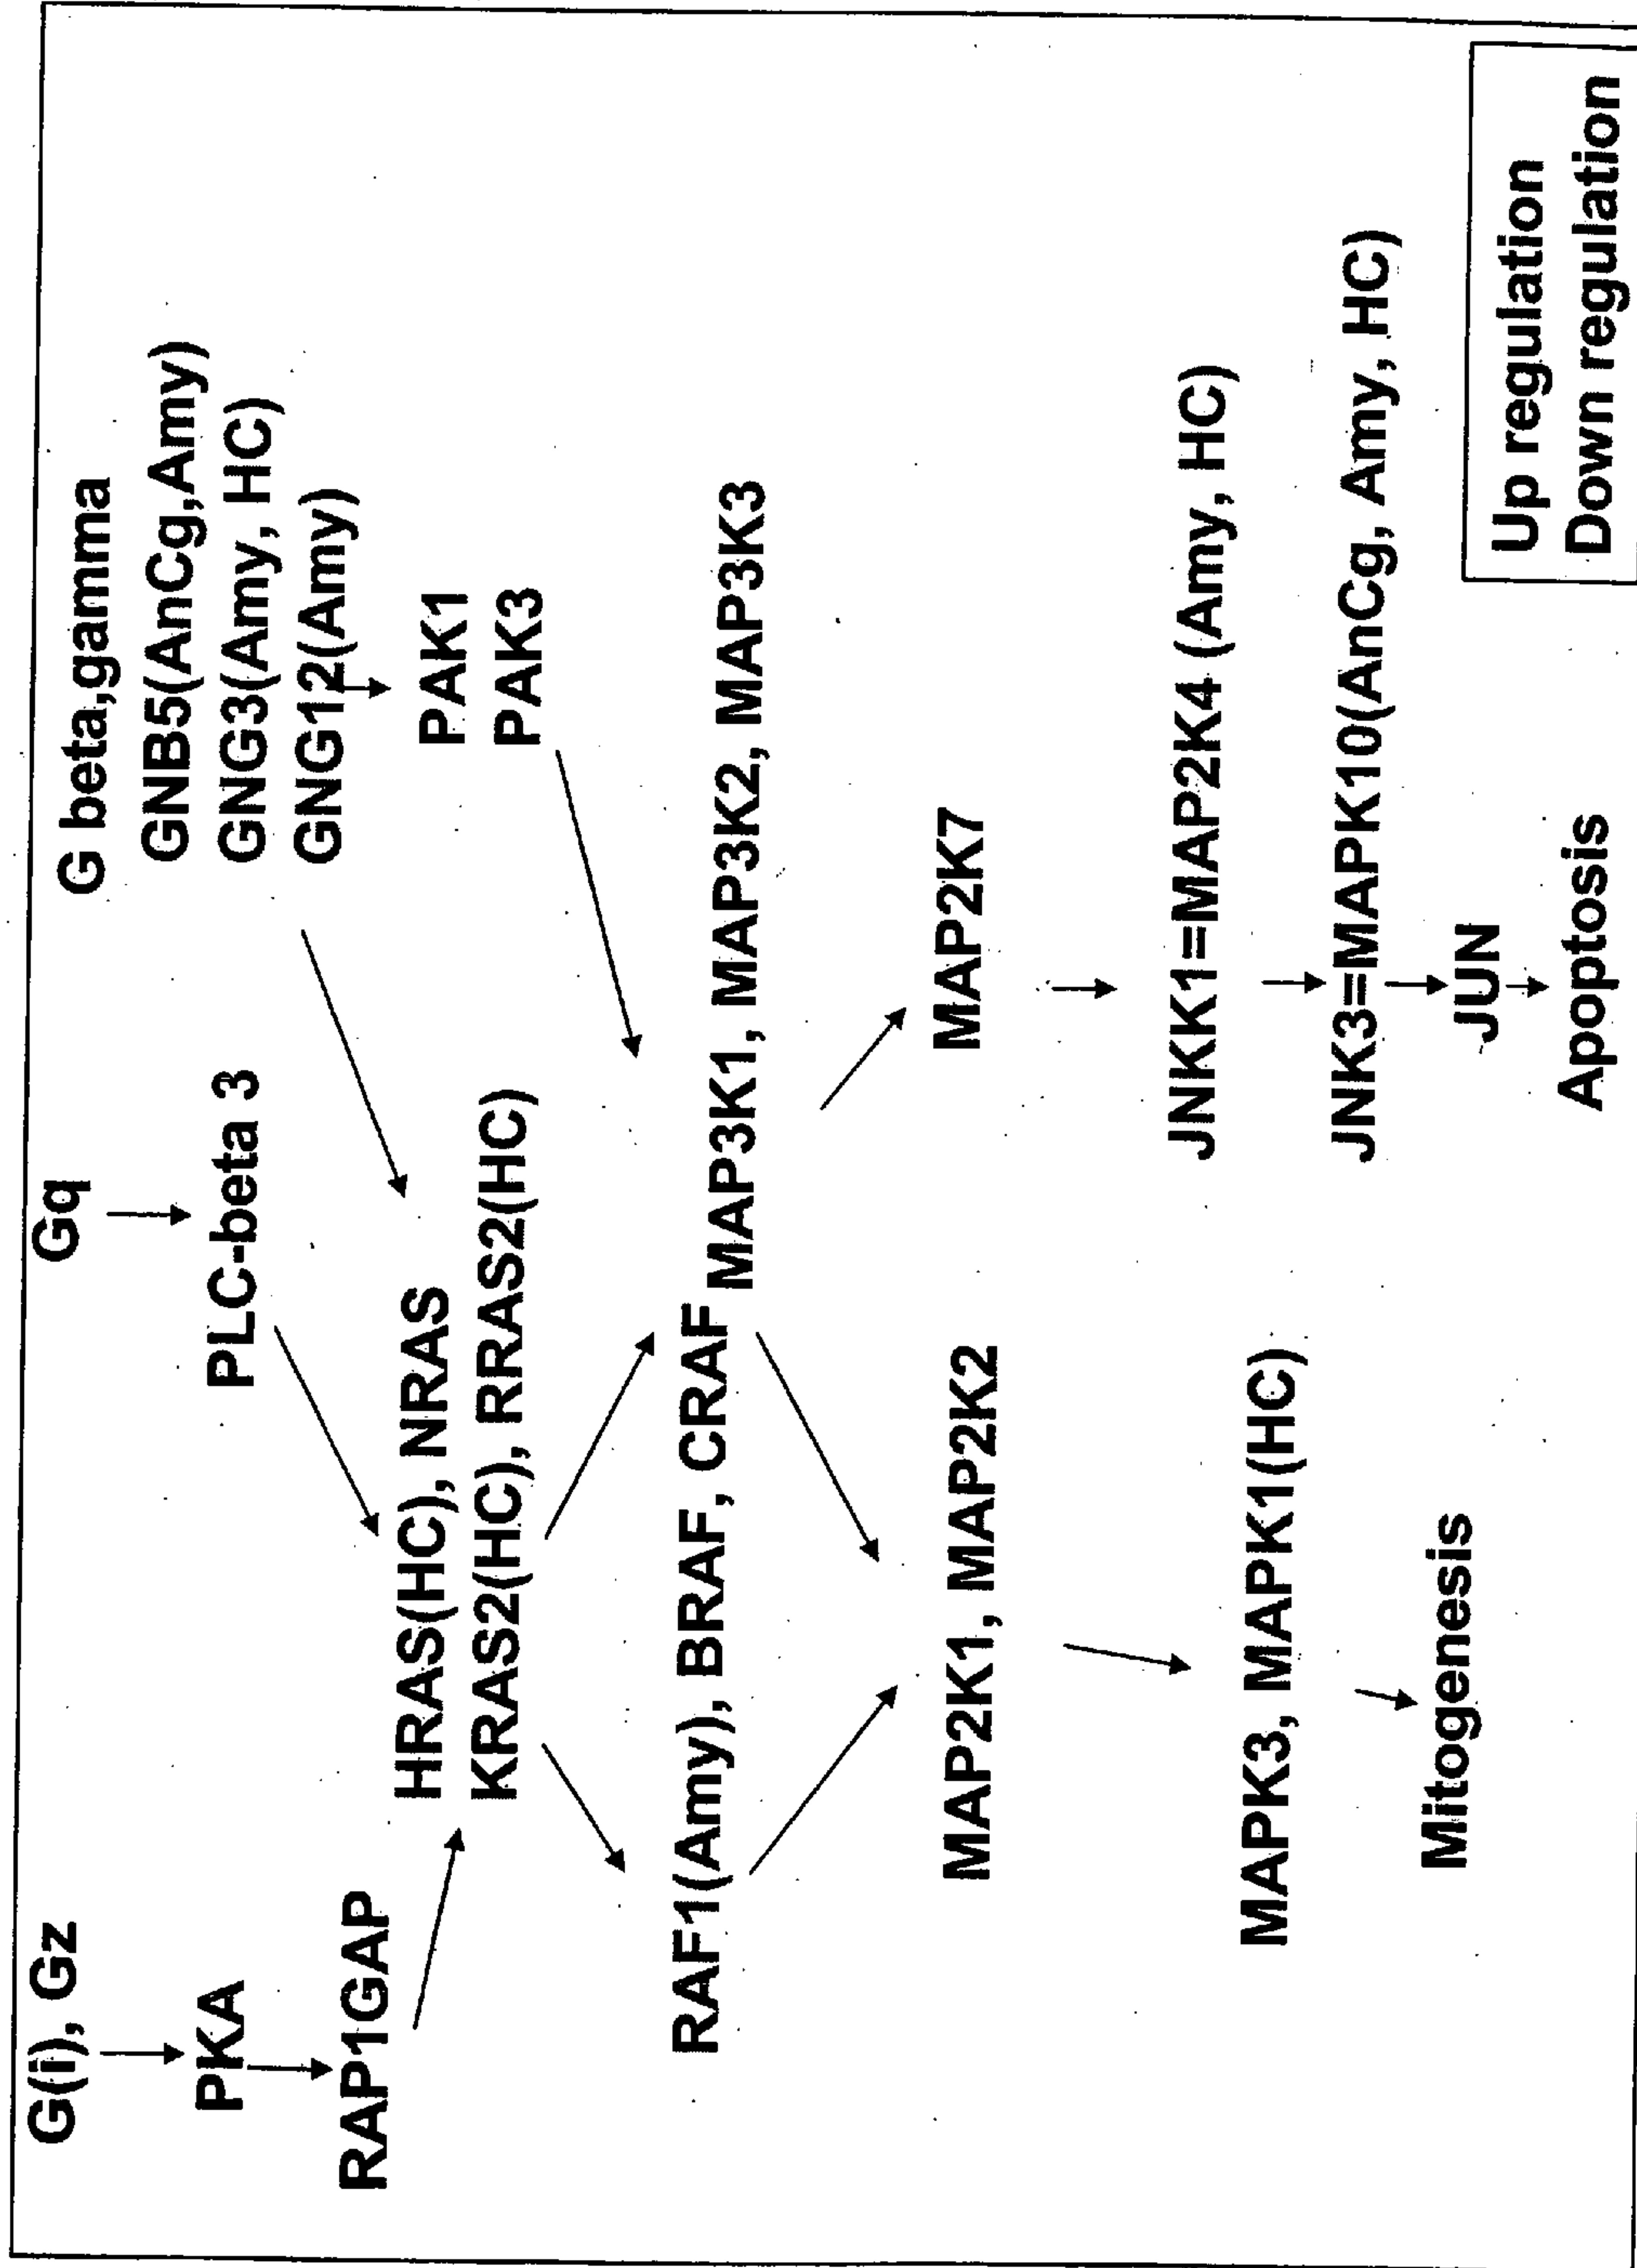 G(i), Gz
Gq
G beta,gamma
GNB5(AnCg,Amy)
GNG3(Amy, HC)
GNG12(Amy)
PKA
PLC-beta 3
RAP1GAP
PAK1
PAK3
HRAS(HC), NRAS
KRAS2(HC), RRAS2(HC)
RAF1(Amy), BRAF, CRAF
MAP3K1, MAP3K2, MAP3K3
MAP2K1, MAP2K2
MAP2K7
MAPK3, MAPK1(HC)
JNKK1=MAP2K4 (Amy, HC)
JNK3=MAPK10(AnCg, Amy, HC)
Mitogenesis
JUN
Apoptosis
Up regulation
Down regulation